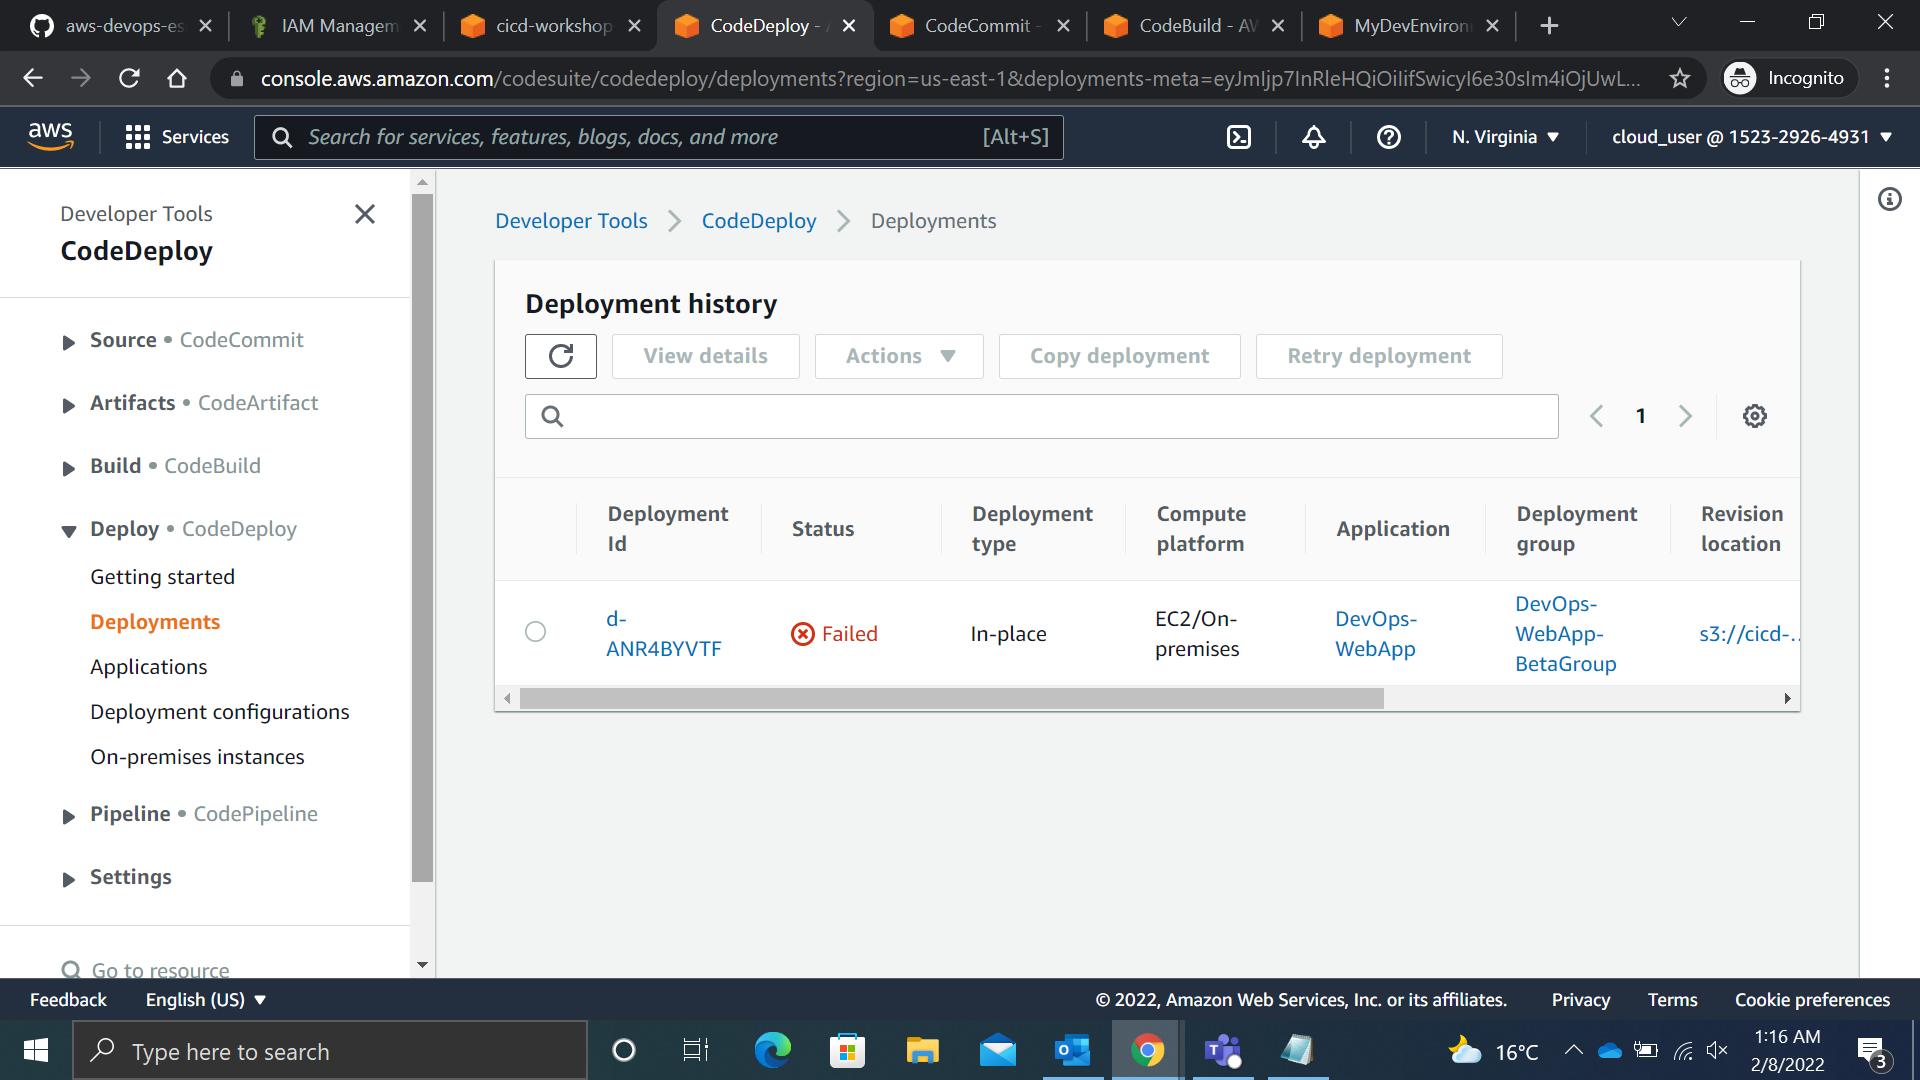 aws-devops-es
IAM Managem
cicd-workshop
CodeDeploy - A
CodeCommit -
CodeBuild - AW
MyDevEnviron
console.aws.amazon.com/codesuite/codedeploy/deployments?region=us-east-1&deployments-meta=eyJmIjp7InRleHQiOiIifSwicyI6e30sIm4iOjUwL...
Incognito
aws
Services
Search for services, features, blogs, docs, and more
[Alt+S]
N. Virginia
cloud_user @ 1523-2926-4931
Developer Tools
CodeDeploy
Source • CodeCommit
Artifacts • CodeArtifact
Build • CodeBuild
Deploy • CodeDeploy
Getting started
Deployments
Applications
Deployment configurations
On-premises instances
Pipeline • CodePipeline
Settings
Go to resource
Developer Tools
CodeDeploy
Deployments
Deployment history
View details
Actions
Copy deployment
Retry deployment
1
Deployment
Id
Status
Deployment
type
Compute
platform
Application
Deployment
group
Revision
location
d-
ANR4BYVTF
Failed
In-place
EC2/On-
premises
DevOps-
WebApp
DevOps-
WebApp-
BetaGroup
s3://cicd-..
Feedback
English (US)
© 2022, Amazon Web Services, Inc. or its affiliates.
Privacy
Terms
Cookie preferences
Type here to search
16°C
1:16 AM
2/8/2022
3